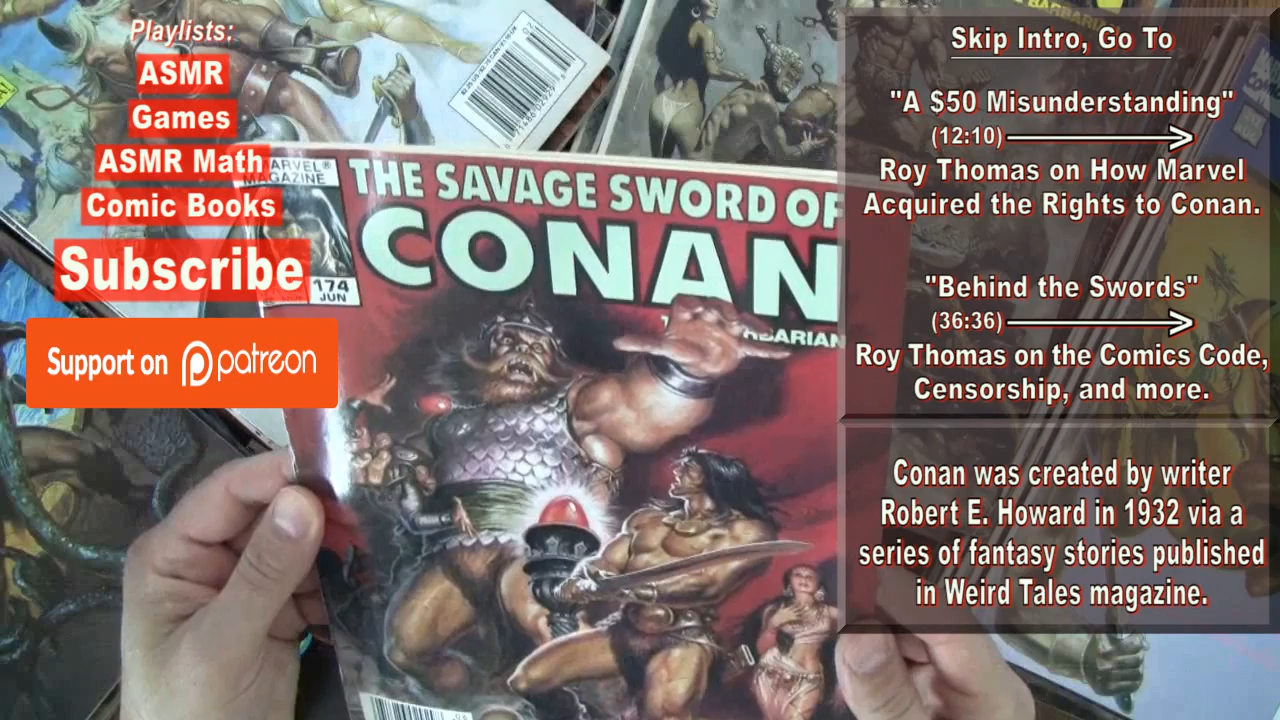 Playlists:
ASMR
Games
ASMR Math
Comic Books
Subscribe
Support on patreon
MARVEL®
MAGAZINE
174
JUN
THE SAVAGE SWORD OF
CONAN
BARBARIAN
Skip Intro, Go To
"A $50 Misunderstanding"
(12:10)
Roy Thomas on How Marvel
Acquired the Rights to Conan.
"Behind the Swords"
(36:36)
Roy Thomas on the Comics Code,
Censorship, and more.
Conan was created by writer
Robert E. Howard in 1932 via a
series of fantasy stories published
in Weird Tales magazine.
BARBARIAN
02